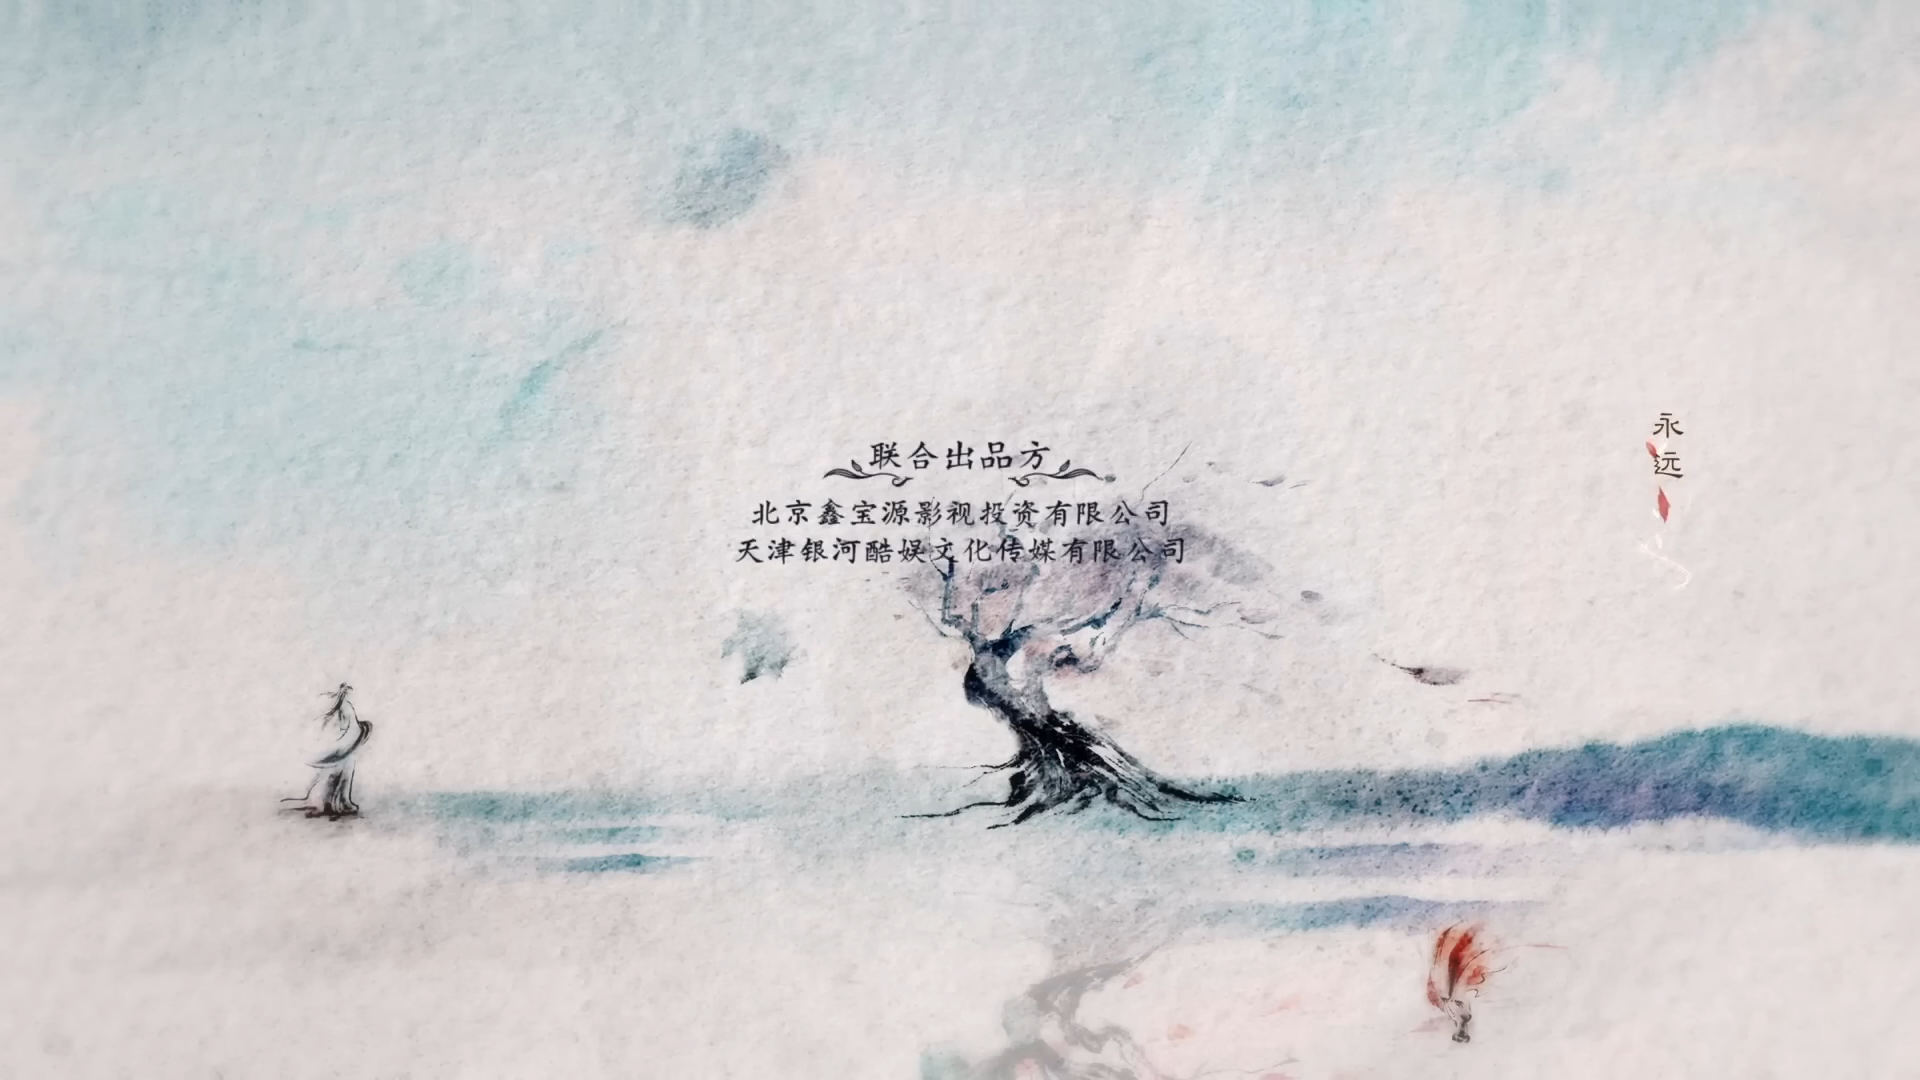 联合出品方
北京鑫宝源影视投资有限公司
天津银河酷娱文化传媒有限公司
永远